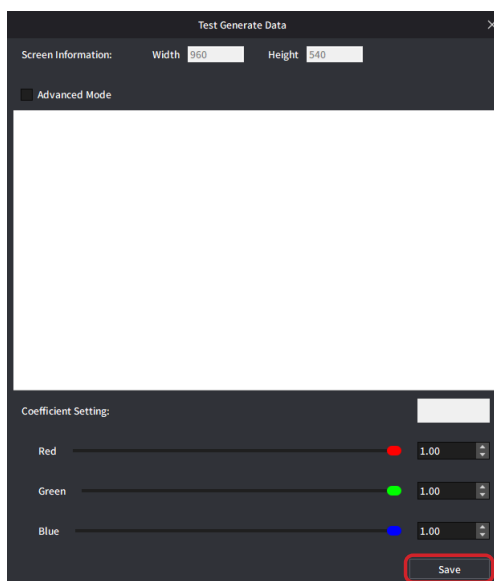 Test Generate Data
Screen Information: Width 960 Height 540
Advanced Mode
Coefficient Setting:
Red 1.00
Green 1.00
Blue 1.00
Save